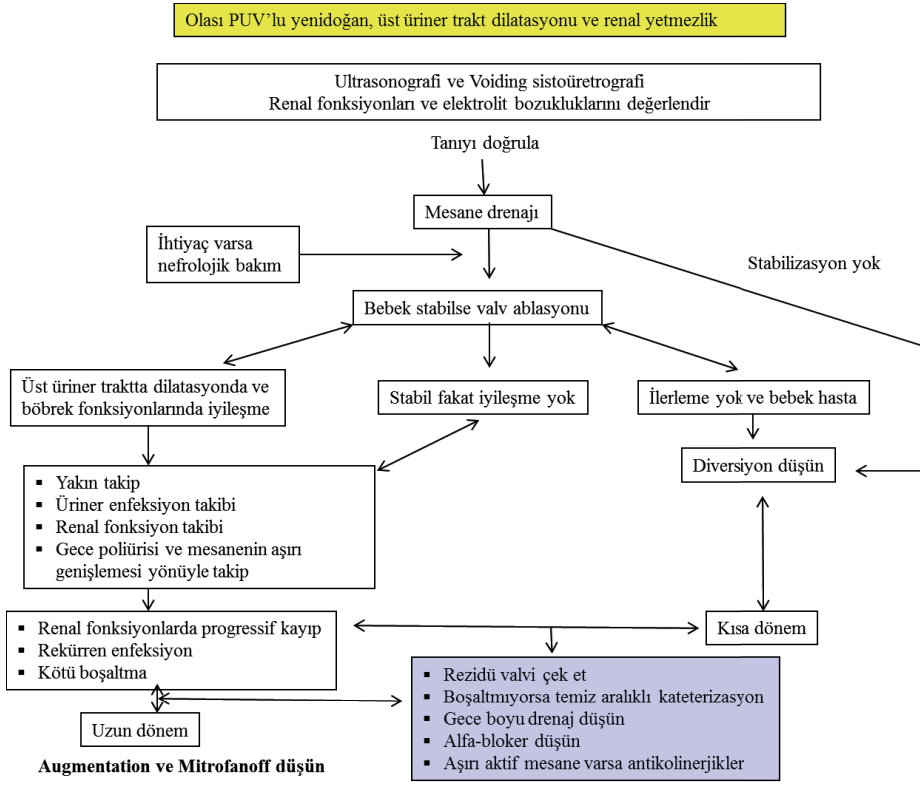 Olası PUV’lu yenidoğan, üst üriner trakt dilatasyonu ve renal yetmezlik
Ultrasonografi ve Voiding sistoüretrografi
Renal fonksiyonları ve elektrolit bozukluklarını değerlendir
Tanıyı doğrula
Mesane drenajı
İhtiyaç varsa
nefrolojik bakım
Stabilizasyon yok
Bebek stabilse valv ablasyonu
Üst üriner traktta dilatasyonda ve
böbrek fonksiyonlarında iyileşme
Stabil fakat iyileşme yok
İlerleme yok ve bebek hasta
Diversiyon düşün
▪ Yakın takip
▪ Üriner enfeksiyon takibi
▪ Renal fonksiyon takibi
▪ Gece poliürisi ve mesanenin aşırı
genişlemesi yönüyle takip
▪ Renal fonksiyonlarda progressif kayıp
▪ Rekürren enfeksiyon
▪ Kötü boşaltma
Kısa dönem
▪ Rezidü valvi çek et
▪ Boşaltmıyorsa temiz aralıklı kateterizasyon
▪ Gece boyu drenaj düşün
▪ Alfa-bloker düşün
▪ Aşırı aktif mesane varsa antikolinerjikler
Uzun dönem
Augmentation ve Mitrofanoff düşün